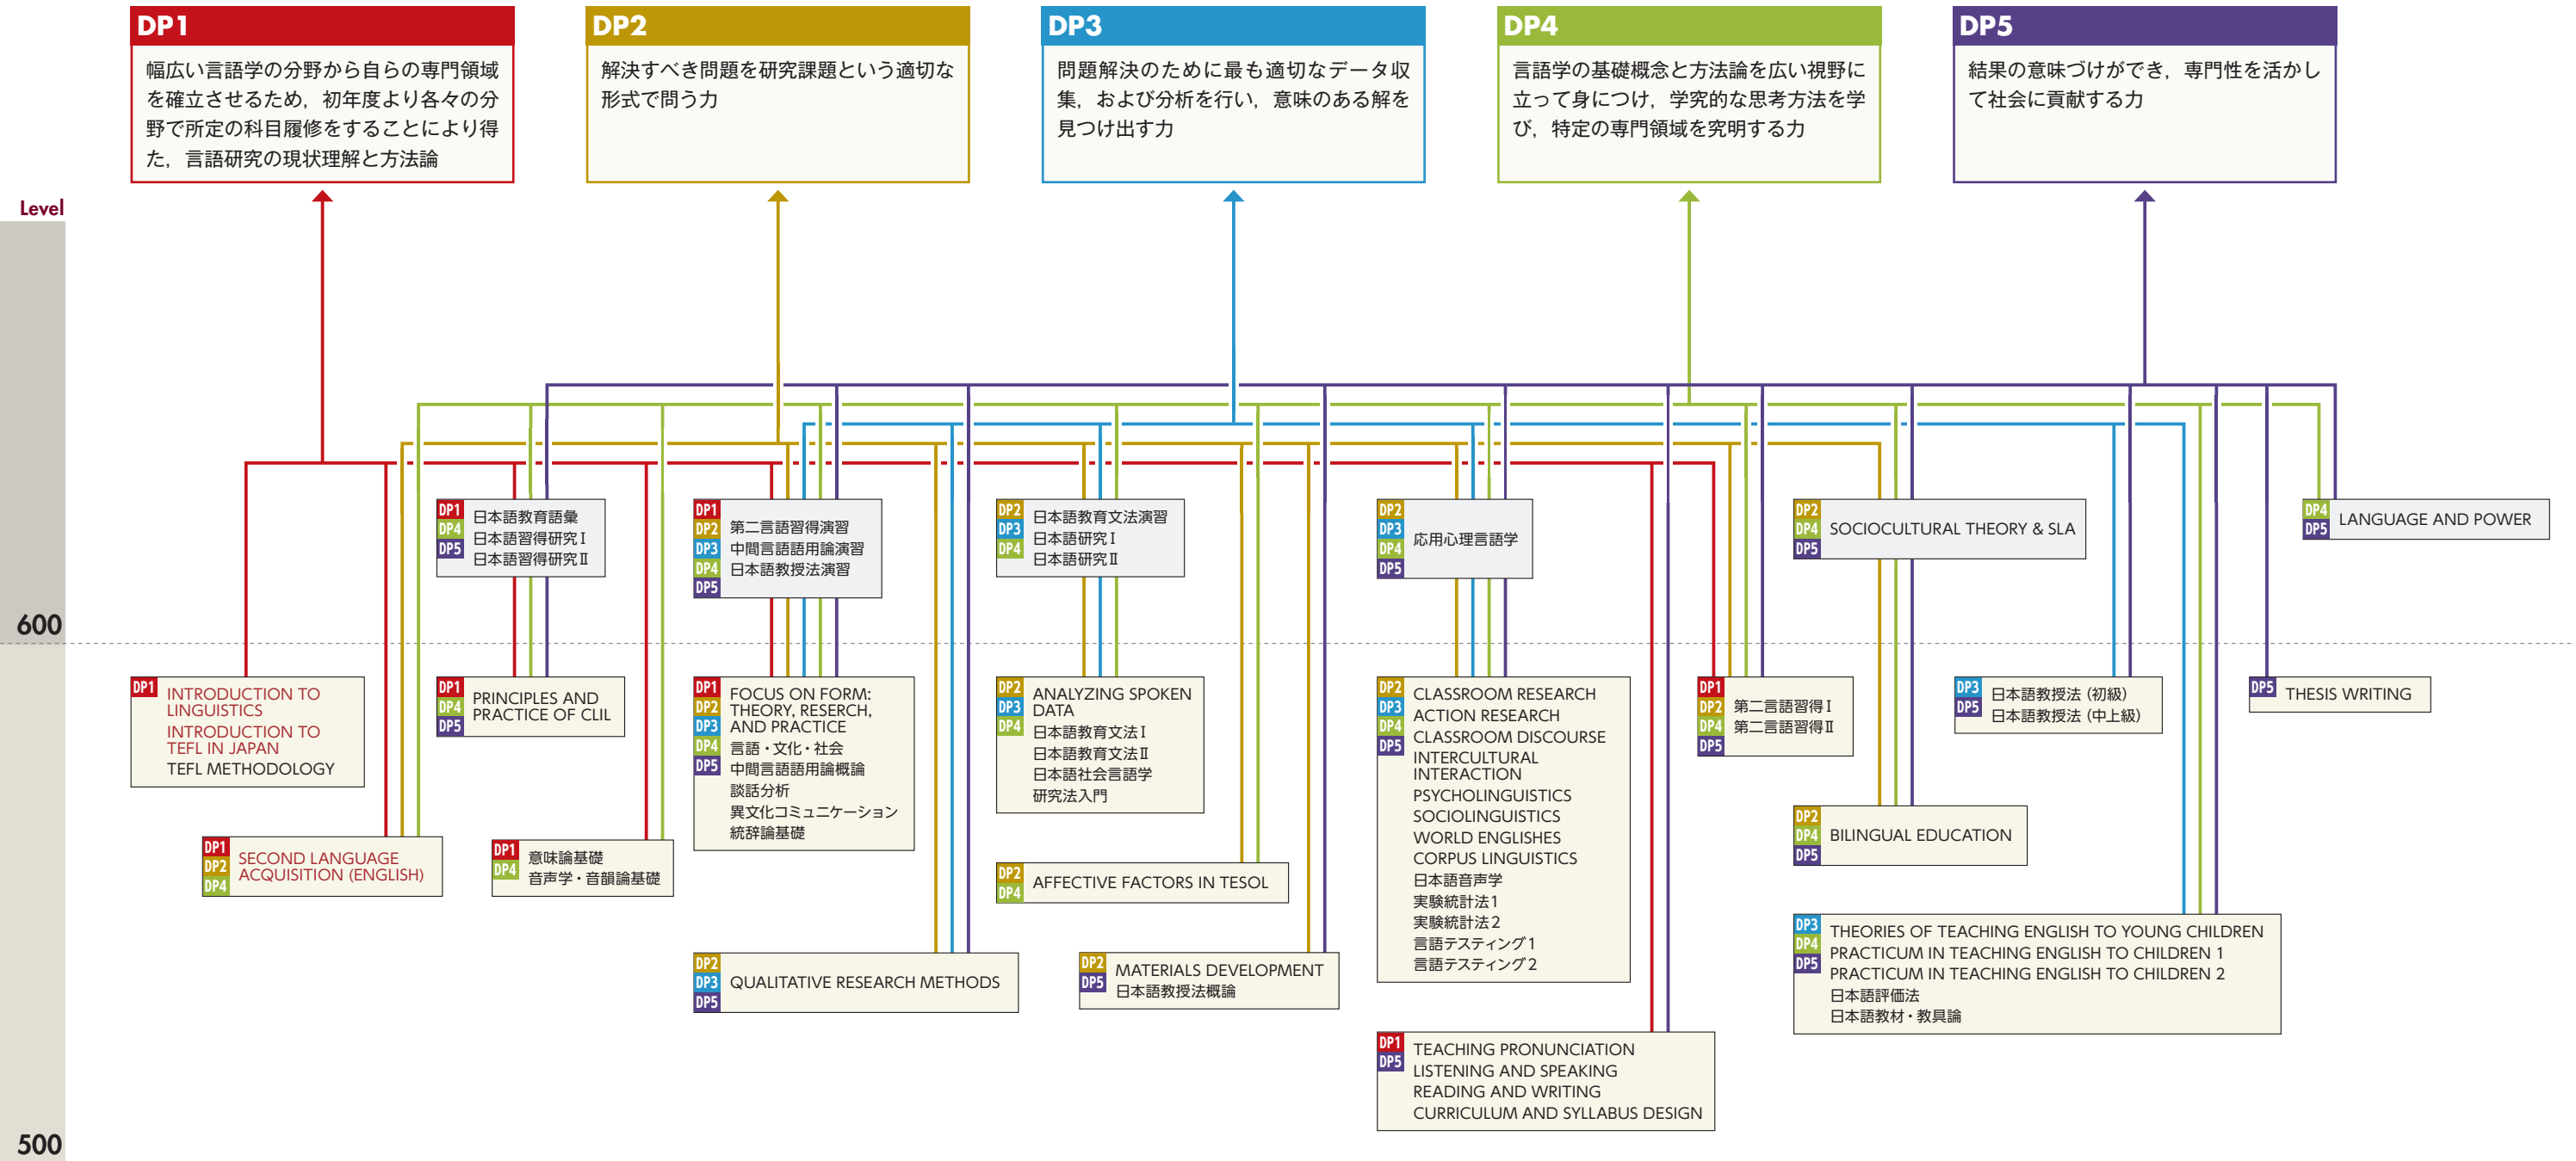 DP1
幅広い言語学の分野から自らの専門領域
を確立させるため，初年度より各々の分
野で所定の科目履修をすることにより得
た，言語研究の現状理解と方法論
DP2
解決すべき問題を研究課題という適切な
形式で問う力
DP3
問題解決のために最も適切なデータ収
集，および分析を行い，意味のある解を
見つけ出す力
DP4
言語学の基礎概念と方法論を広い視野に
立って身につけ，学究的な思考方法を学
び，特定の専門領域を究明する力
DP5
結果の意味づけができ，専門性を活かし
て社会に貢献する力
Level
DP1
DP4
DP5
日本語教育語彙
日本語習得研究Ⅰ
日本語習得研究Ⅱ
DP1
DP2
DP3
DP4
DP5
第二言語習得演習
中間言語語用論演習
日本語教授法演習
DP2
DP3
DP4
日本語教育文法演習
日本語研究Ⅰ
日本語研究Ⅱ
DP2
DP3
DP4
DP5
応用心理言語学
DP2
DP4
DP5
SOCIOCULTURAL THEORY & SLA
DP4
DP5
LANGUAGE AND POWER
600
DP1
INTRODUCTION TO
LINGUISTICS
INTRODUCTION TO
TEFL IN JAPAN
TEFL METHODOLOGY
DP1
DP4
DP5
PRINCIPLES AND
PRACTICE OF CLIL
DP1
DP2
DP3
DP4
DP5
FOCUS ON FORM:
THEORY, RESERCH,
AND PRACTICE
言語・文化・社会
中間言語語用論概論
談話分析
異文化コミュニケーション
統辞論基礎
DP2
DP3
DP4
ANALYZING SPOKEN
DATA
日本語教育文法Ⅰ
日本語教育文法Ⅱ
日本語社会言語学
研究法入門
DP2
DP3
DP4
DP5
CLASSROOM RESEARCH
ACTION RESEARCH
CLASSROOM DISCOURSE
INTERCULTURAL
INTERACTION
PSYCHOLINGUISTICS
SOCIOLINGUISTICS
WORLD ENGLISHES
CORPUS LINGUISTICS
日本語音声学
実験統計法1
実験統計法2
言語テスティング1
言語テスティング2
DP1
DP2
DP4
DP5
第二言語習得Ⅰ
第二言語習得Ⅱ
DP3
DP5
日本語教授法（初級）
日本語教授法（中上級）
DP5
THESIS WRITING
DP1
DP2
DP4
SECOND LANGUAGE
ACQUISITION (ENGLISH)
DP1
DP4
意味論基礎
音声学・音韻論基礎
DP2
DP4
AFFECTIVE FACTORS IN TESOL
DP2
DP4
DP5
BILINGUAL EDUCATION
DP2
DP3
DP5
QUALITATIVE RESEARCH METHODS
DP2
DP5
MATERIALS DEVELOPMENT
日本語教授法概論
DP3
DP4
DP5
THEORIES OF TEACHING ENGLISH TO YOUNG CHILDREN
PRACTICUM IN TEACHING ENGLISH TO CHILDREN 1
PRACTICUM IN TEACHING ENGLISH TO CHILDREN 2
日本語評価法
日本語教材・教具論
DP1
DP5
TEACHING PRONUNCIATION
LISTENING AND SPEAKING
READING AND WRITING
CURRICULUM AND SYLLABUS DESIGN
500